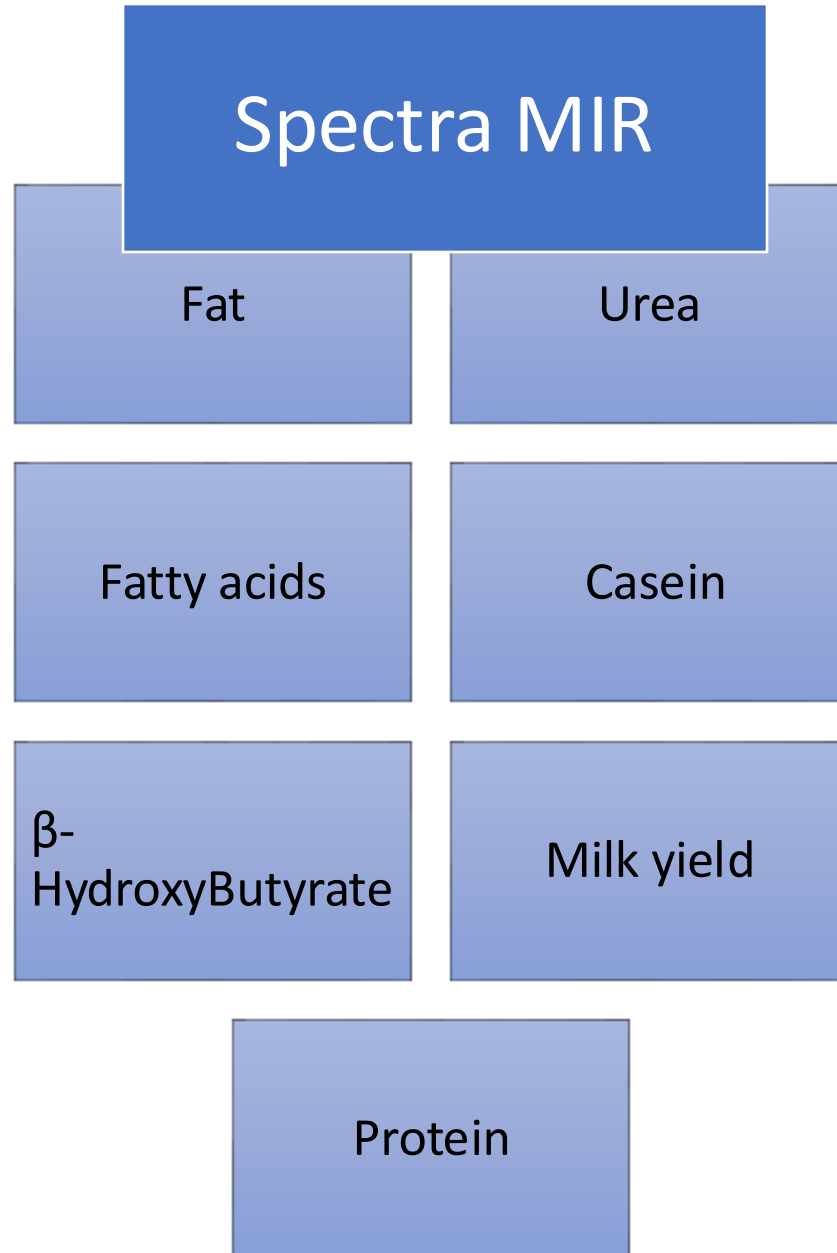 Spectra MIR
Fat
Urea
Fatty acids
Casein
β-
HydroxyButyrate
Milk yield
Protein